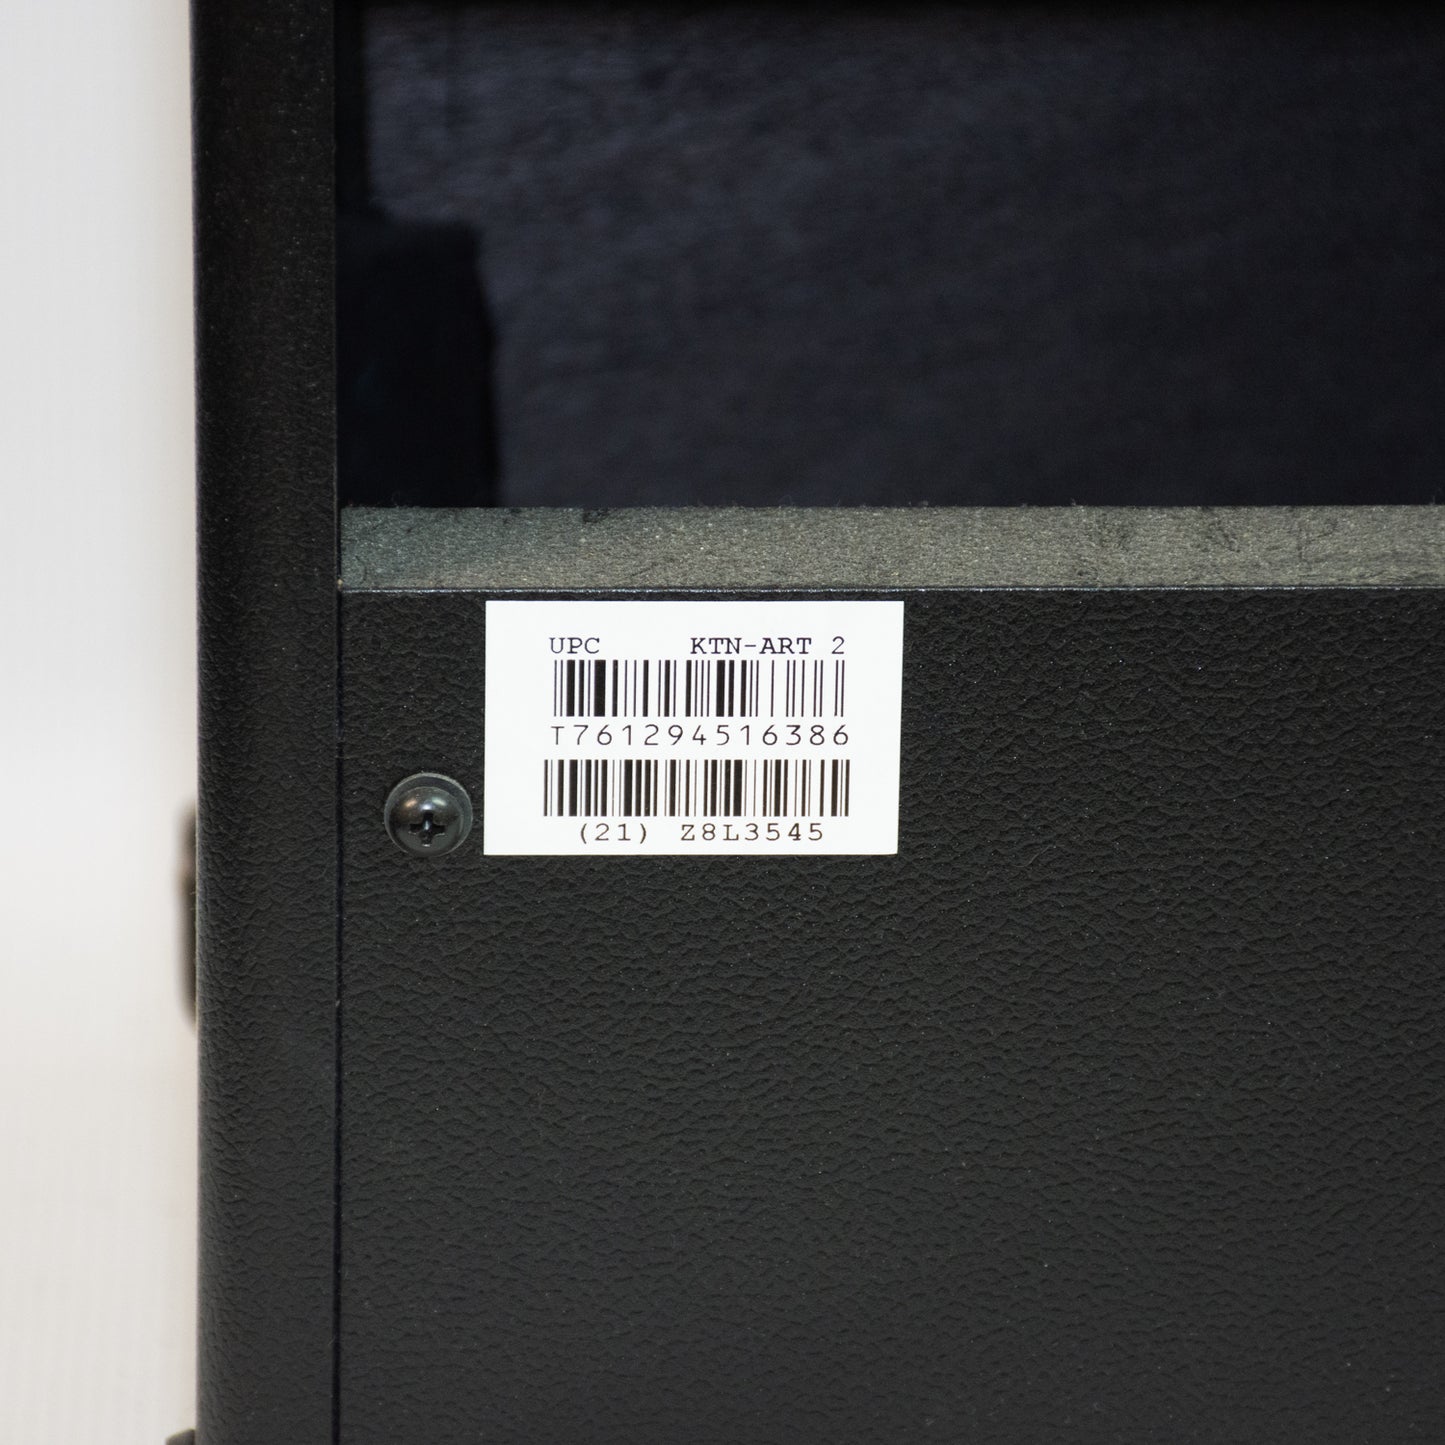 UPC KTN-ART 2
T761294516386
(21) Z8L3545